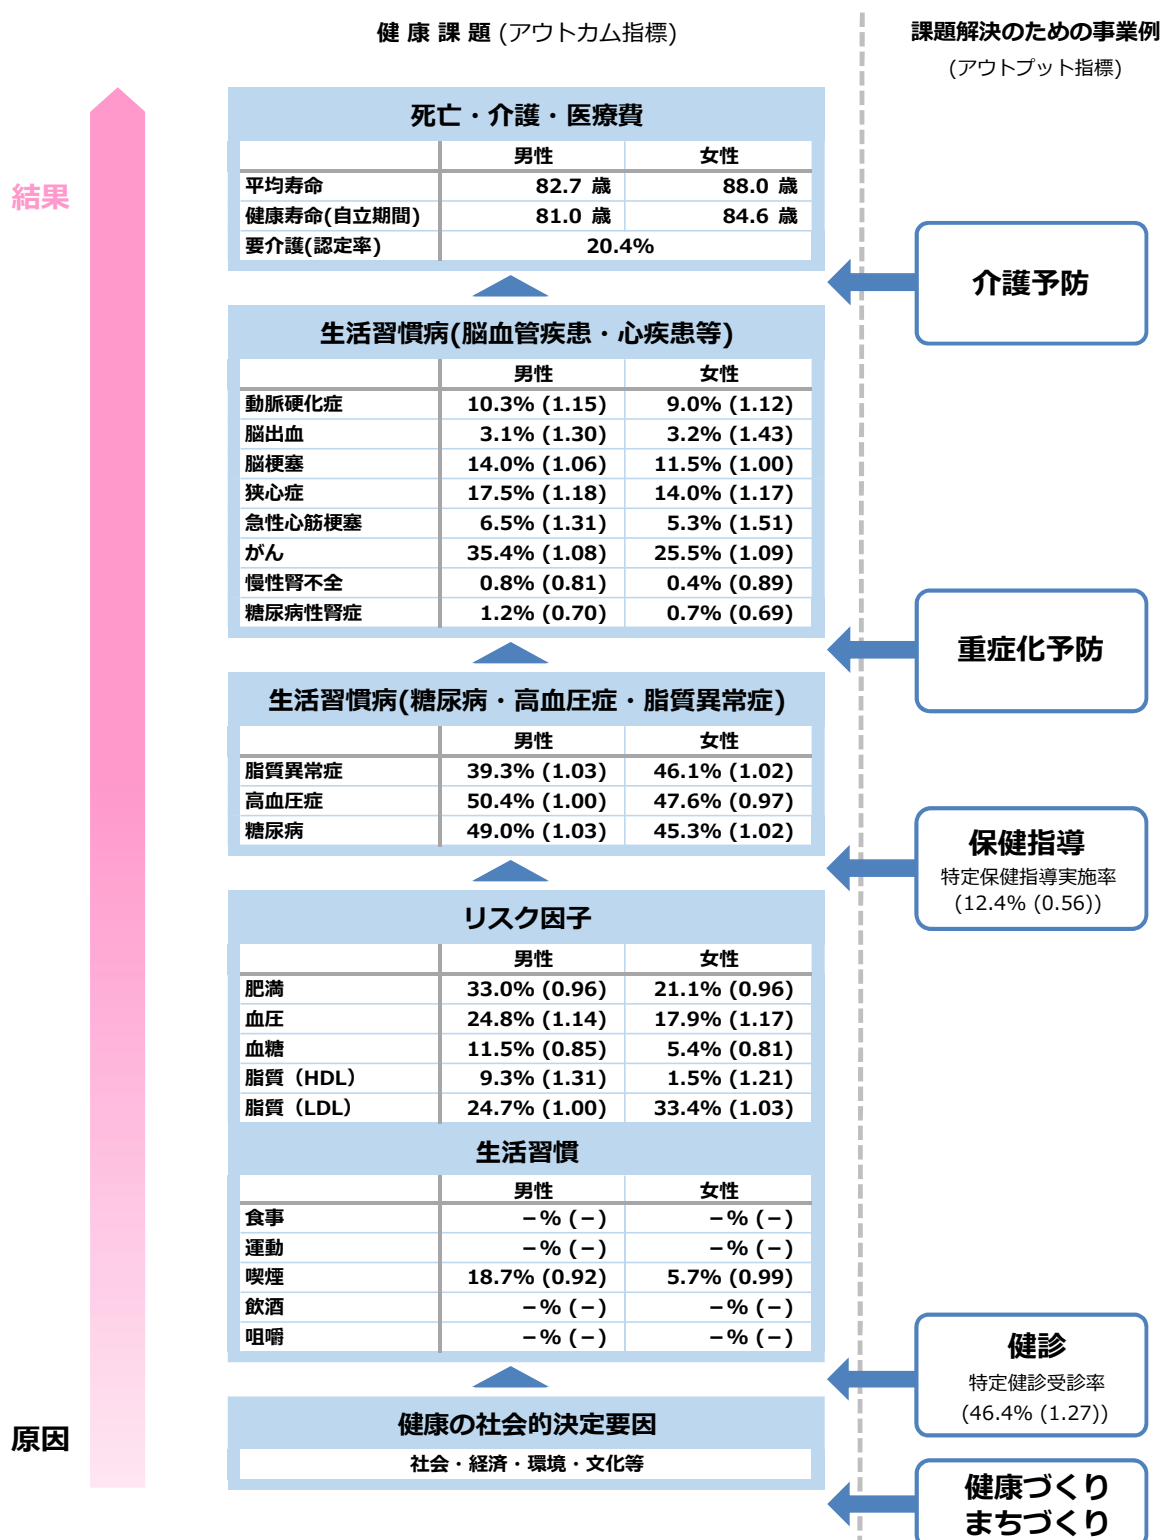 健 康 課 題 (アウトカム指標)
課題解決のための事業例
(アウトプット指標)
結果
原因
死亡・介護・医療費
男性 女性
平均寿命 82.7 歳 88.0 歳
健康寿命(自立期間) 81.0 歳 84.6 歳
要介護(認定率) 20.4%
介護予防
生活習慣病(脳血管疾患・心疾患等)
男性 女性
動脈硬化症 10.3% (1.15) 9.0% (1.12)
脳出血 3.1% (1.30) 3.2% (1.43)
脳梗塞 14.0% (1.06) 11.5% (1.00)
狭心症 17.5% (1.18) 14.0% (1.17)
急性心筋梗塞 6.5% (1.31) 5.3% (1.51)
がん 35.4% (1.08) 25.5% (1.09)
慢性腎不全 0.8% (0.81) 0.4% (0.89)
糖尿病性腎症 1.2% (0.70) 0.7% (0.69)
重症化予防
生活習慣病(糖尿病・高血圧症・脂質異常症)
男性 女性
脂質異常症 39.3% (1.03) 46.1% (1.02)
高血圧症 50.4% (1.00) 47.6% (0.97)
糖尿病 49.0% (1.03) 45.3% (1.02)
保健指導
特定保健指導実施率
(12.4% (0.56))
リスク因子
男性 女性
肥満 33.0% (0.96) 21.1% (0.96)
血圧 24.8% (1.14) 17.9% (1.17)
血糖 11.5% (0.85) 5.4% (0.81)
脂質（HDL） 9.3% (1.31) 1.5% (1.21)
脂質（LDL） 24.7% (1.00) 33.4% (1.03)
生活習慣
男性 女性
食事 −% (−) −% (−)
運動 −% (−) −% (−)
喫煙 18.7% (0.92) 5.7% (0.99)
飲酒 −% (−) −% (−)
咀嚼 −% (−) −% (−)
健診
特定健診受診率
(46.4% (1.27))
健康の社会的決定要因
社会・経済・環境・文化等
健康づくり
まちづくり